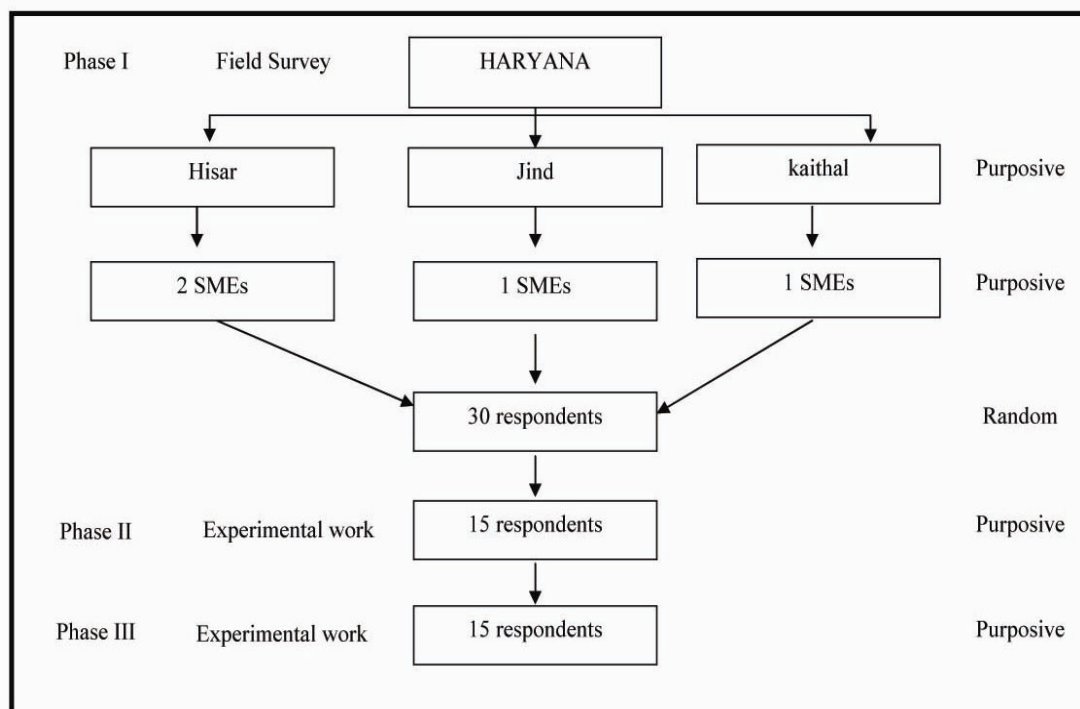 Phase I Field Survey HARYANA
Hisar Jind kaithal Purposive
2 SMEs 1 SMEs 1 SMEs Purposive
30 respondents Random
Phase II Experimental work 15 respondents Purposive
Phase III Experimental work 15 respondents Purposive